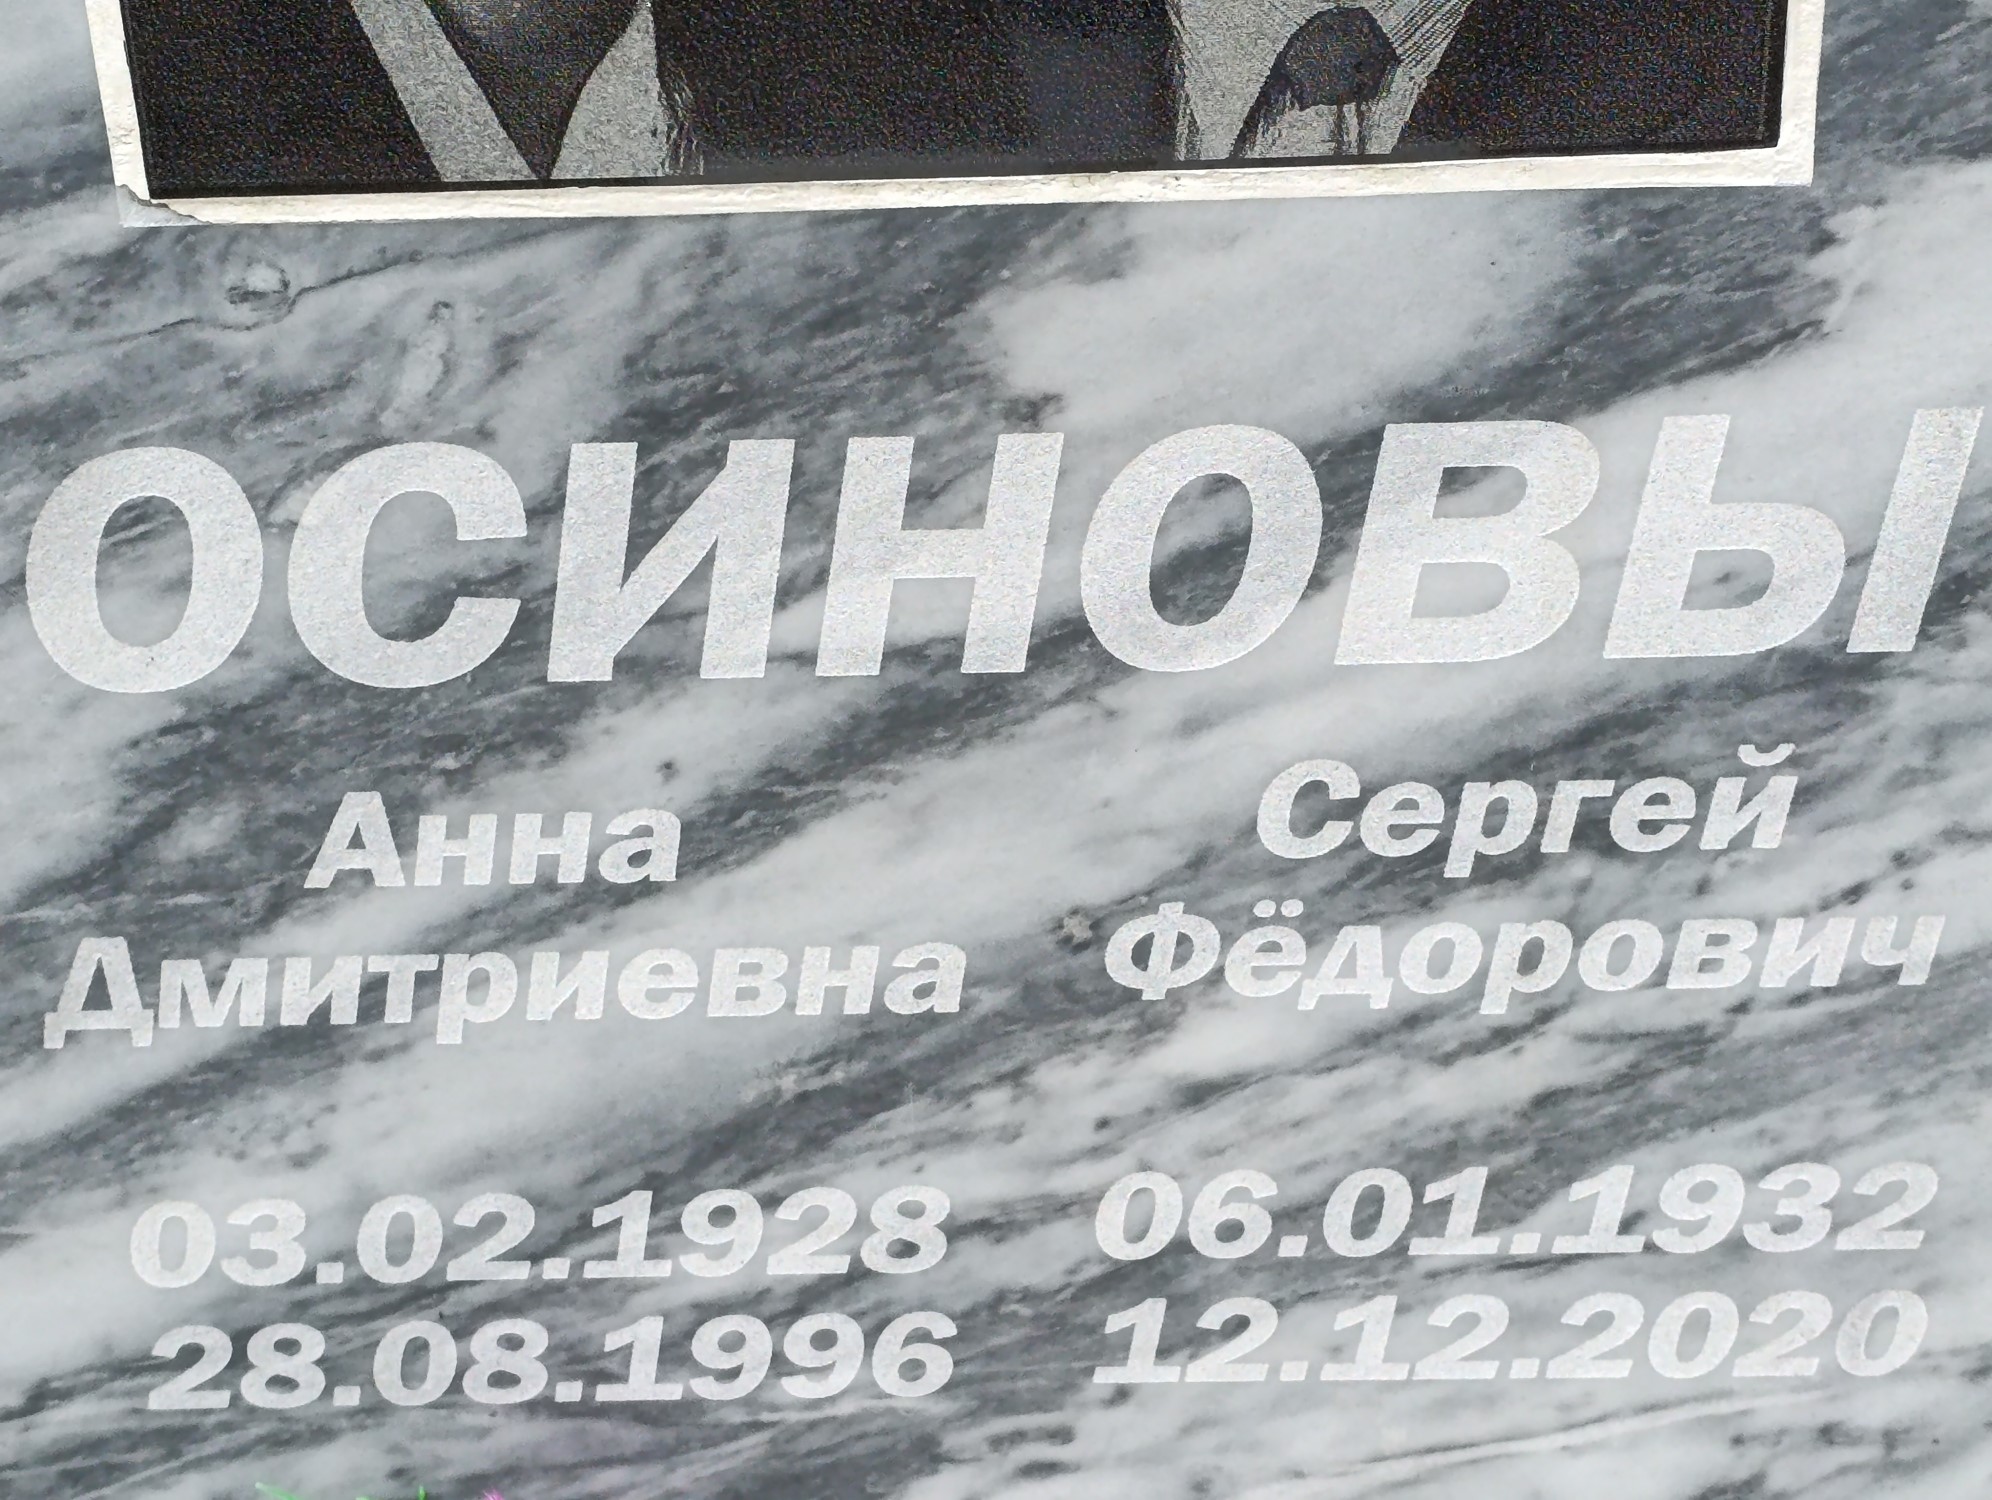 ОСИНОВЫ
Анна
Дмитриевна
03.02.1928
28.08.1996
Сергей
Фёдорович
06.01.1932
12.12.2020